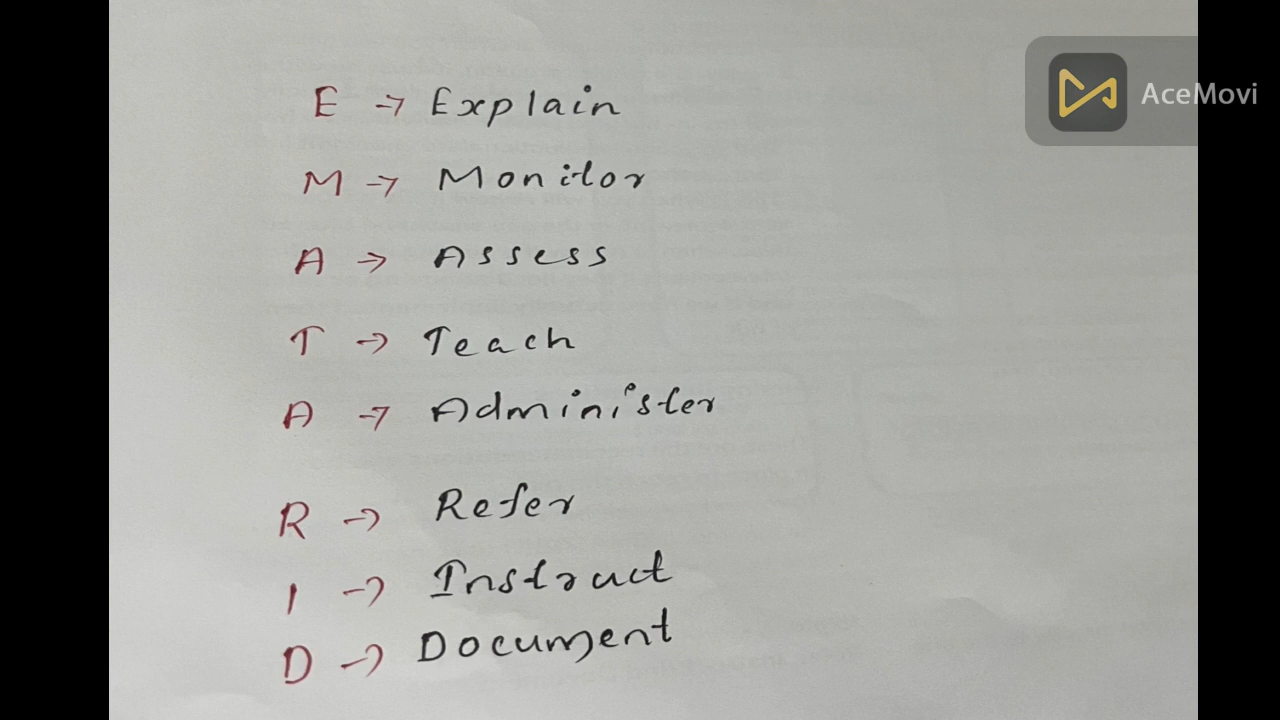 E → Explain
AceMovi
M → Monitor
A → Assess
T → Teach
A → Administer
R → Refer
I → Instruct
D → Document